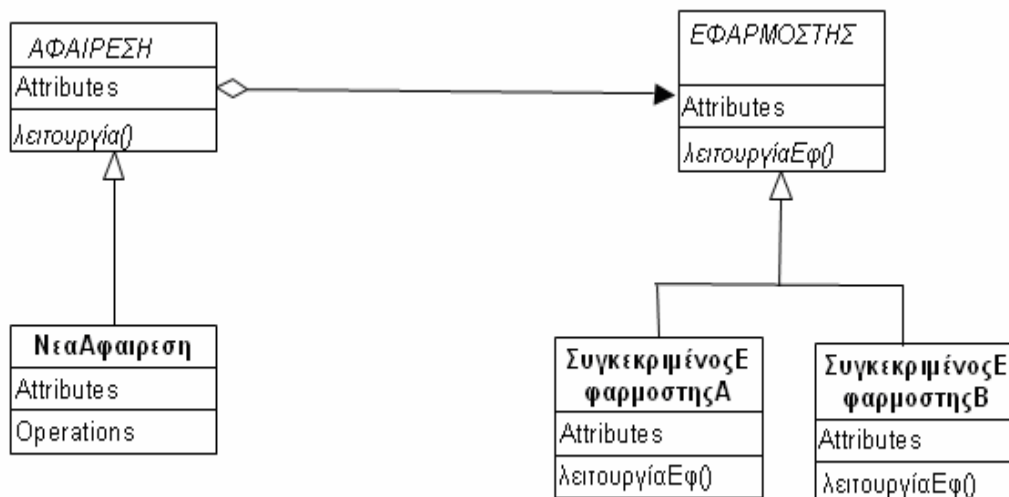 ΑΦΑΙΡΕΣΗ
Attributes
λειτουργία()
ΕΦΑΡΜΟΣΤΗΣ
Attributes
λειτουργίαΕφ()
ΝεαΑφαιρεση
Attributes
Operations
ΣυγκεκριμένοςΕ
φαρμοστηςΑ
Attributes
λειτουργίαΕφ()
ΣυγκεκριμένοςΕ
φαρμοστηςΒ
Attributes
λειτουργίαΕφ()